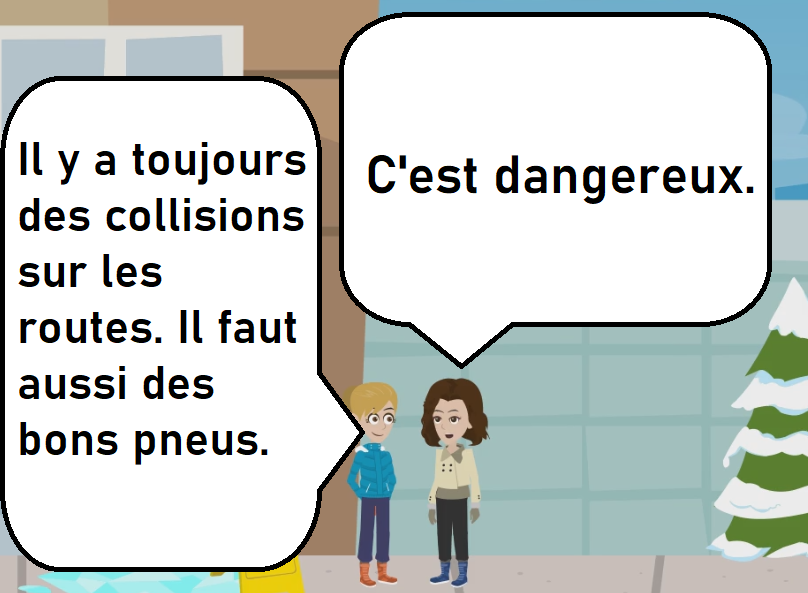 Il y a toujours
des collisions
sur les
routes. Il faut
aussi des
bons pneus.
C'est dangereux.